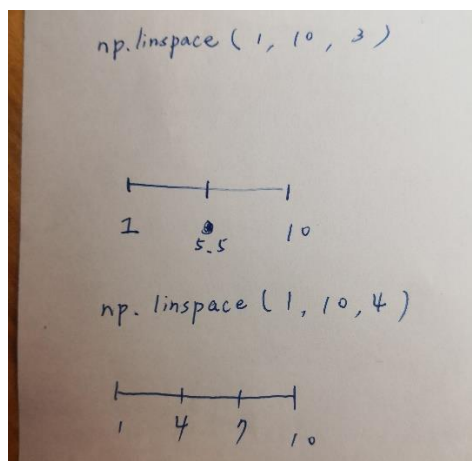 np.linspace ( 1, 10, 3 )
1 5.5 10
np. linspace ( 1, 10, 4 )
1 4 7 10